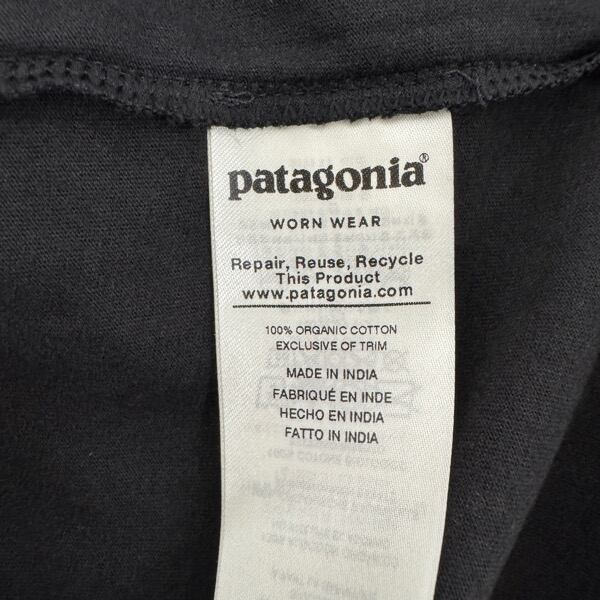 patagonia®
WORN WEAR
Repair, Reuse, Recycle
This Product
www.patagonia.com
100% ORGANIC COTTON
EXCLUSIVE OF TRIM
MADE IN INDIA
FABRIQUÉ EN INDE
HECHO EN INDIA
FATTO IN INDIA